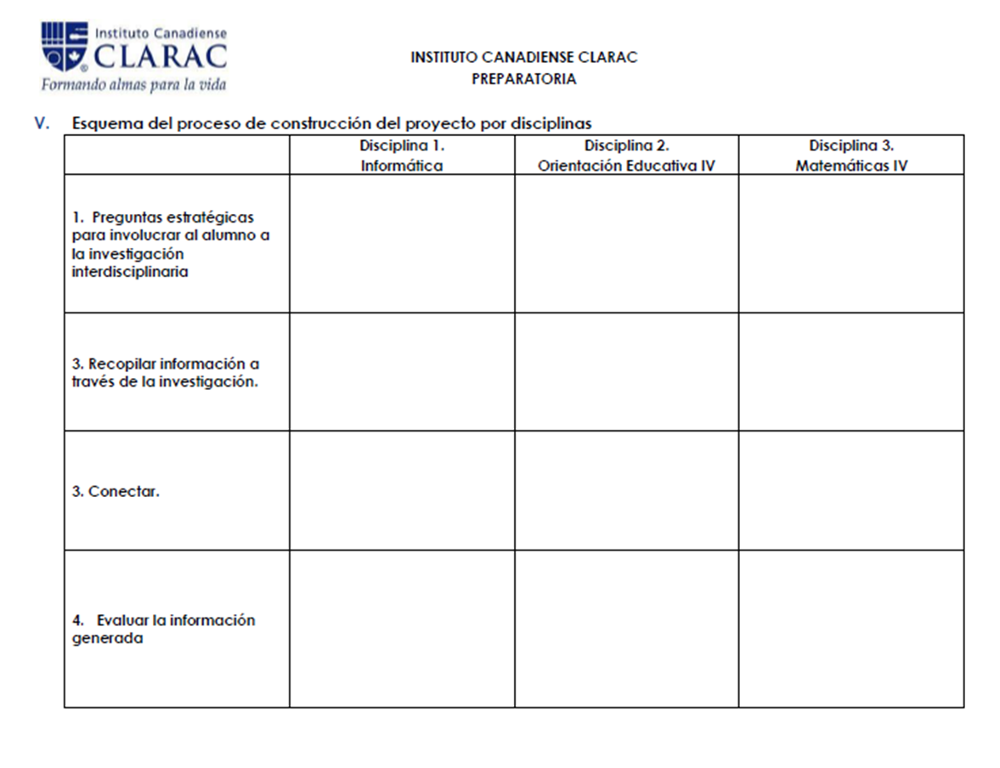 Instituto Canadiense
CLARAC
®
Formando almas para la vida
INSTITUTO CANADIENSE CLARAC
PREPARATORIA
V. Esquema del proceso de construcción del proyecto por disciplinas
Disciplina 1.
Informática
Disciplina 2.
Orientación Educativa IV
Disciplina 3.
Matemáticas IV
1. Preguntas estratégicas
para involucrar al alumno a
la investigación
interdisciplinaria
3. Recopilar información a
través de la investigación.
3. Conectar.
4. Evaluar la información
generada